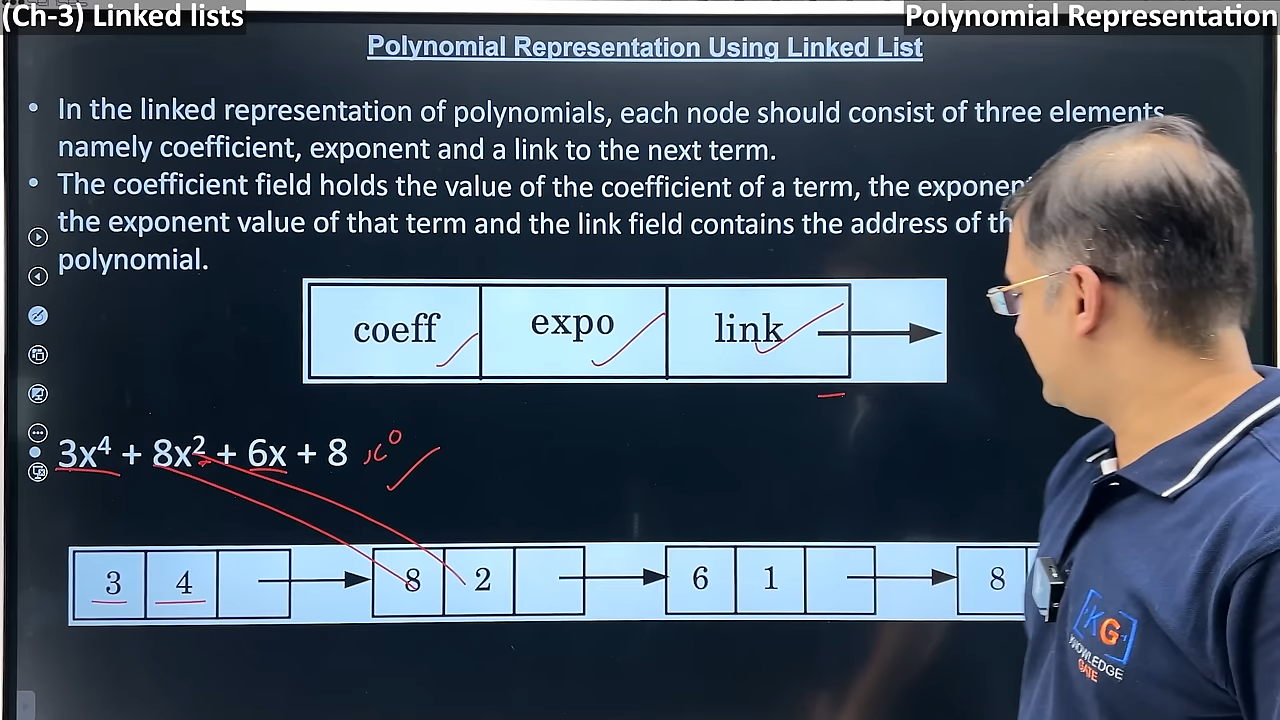 (Ch-3) Linked lists
Polynomial Representation
Polynomial Representation Using Linked List
• In the linked representation of polynomials, each node should consist of three elements
namely coefficient, exponent and a link to the next term.
• The coefficient field holds the value of the coefficient of a term, the
the exponent value of that term and the link field contains the address of
polynomial.
coeff expo link
3x⁴ + 8x² + 6x + 8 x⁰
3 4 8 2 6 1 8
KG
KNOWLEDGE
GATE